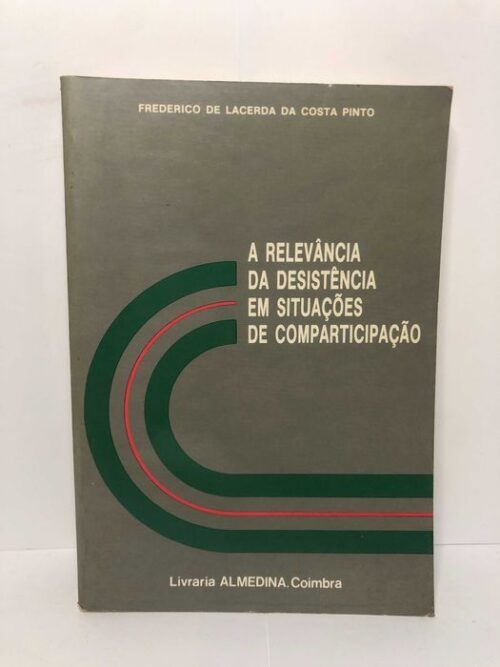 FREDERICO DE LACERDA DA COSTA PINTO
A RELEVÂNCIA
DA DESISTÊNCIA
EM SITUAÇÕES
DE COMPARTICIPAÇÃO
Livraria ALMEDINA.Coimbra